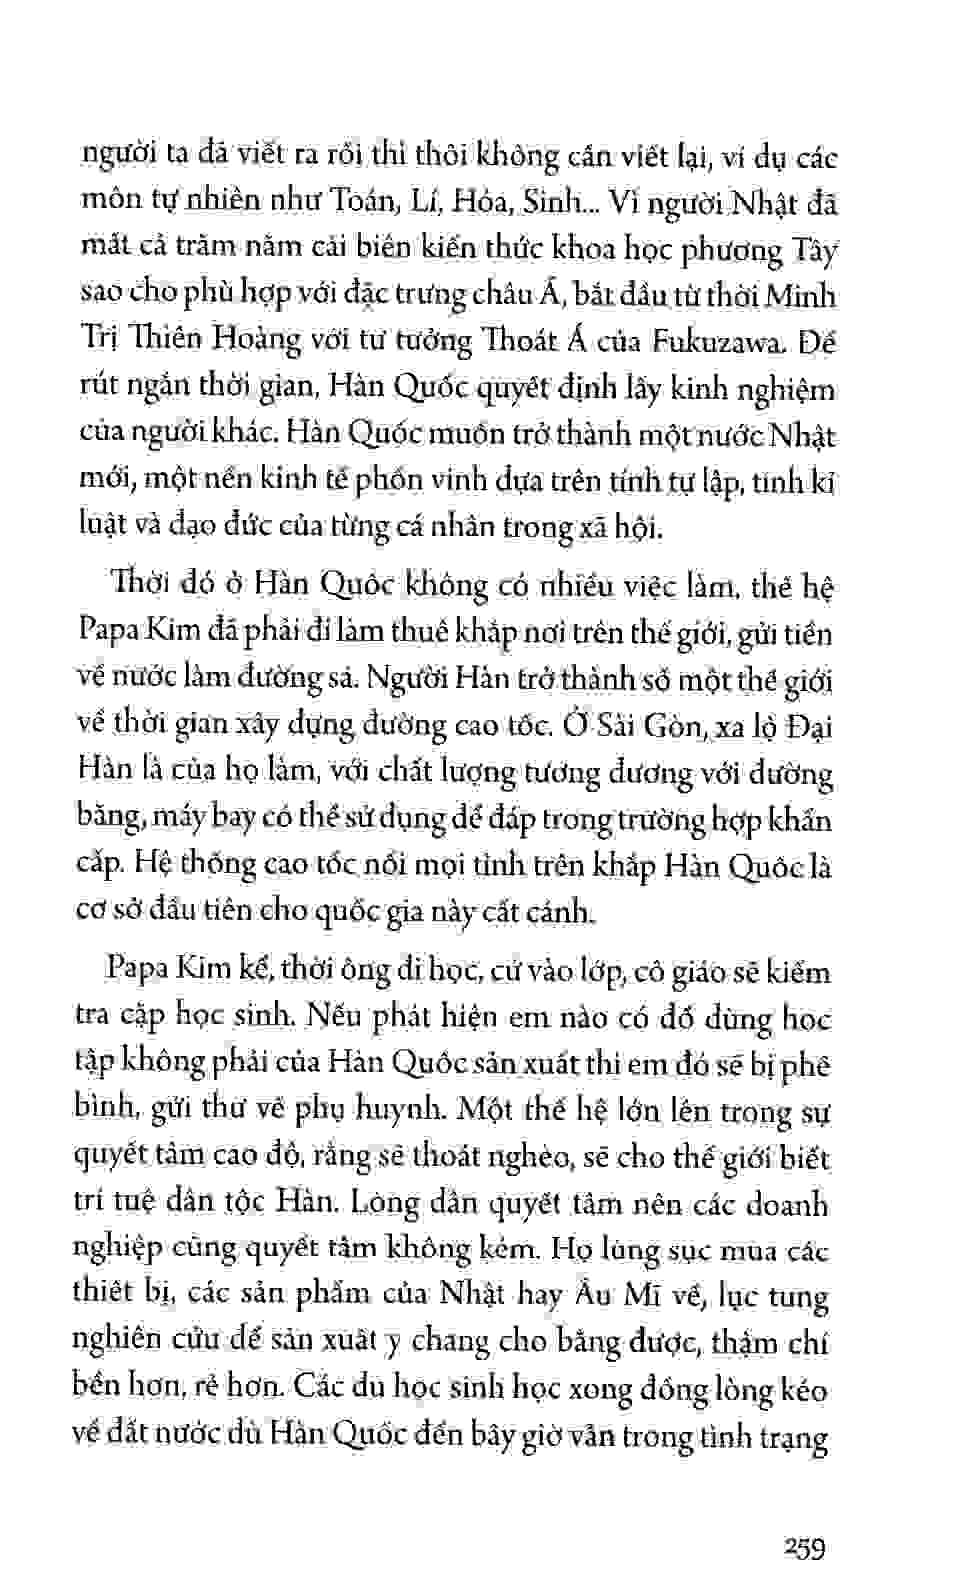 người ta đã viết ra rồi thì thôi không cần viết lại, ví dụ các
môn tự nhiên như Toán, Lí, Hóa, Sinh... Vì người Nhật đã
mất cả trăm năm cải biên kiến thức khoa học phương Tây
sao cho phù hợp với đặc trưng châu Á, bắt đầu từ thời Minh
Trị Thiên Hoàng với tư tưởng Thoát Á của Fukuzawa. Để
rút ngắn thời gian, Hàn Quốc quyết định lấy kinh nghiệm
của người khác. Hàn Quốc muốn trở thành một nước Nhật
mới, một nền kinh tế phồn vinh dựa trên tính tự lập, tính kỉ
luật và đạo đức của từng cá nhân trong xã hội.
Thời đó ở Hàn Quốc không có nhiều việc làm, thế hệ
Papa Kim đã phải đi làm thuê khắp nơi trên thế giới, gửi tiền
về nước làm đường sá. Người Hàn trở thành số một thế giới
về thời gian xây dựng đường cao tốc. Ở Sài Gòn, xa lộ Đại
Hàn là của họ làm, với chất lượng tương đương với đường
băng, máy bay có thể sử dụng để đáp trong trường hợp khẩn
cấp. Hệ thống cao tốc nối mọi tỉnh trên khắp Hàn Quốc là
cơ sở đầu tiên cho quốc gia này cất cánh.
Papa Kim kể, thời ông đi học, cứ vào lớp, cô giáo sẽ kiểm
tra cặp học sinh. Nếu phát hiện em nào có đồ dùng học
tập không phải của Hàn Quốc sản xuất thì em đó sẽ bị phê
bình, gửi thư về phụ huynh. Một thế hệ lớn lên trong sự
quyết tâm cao độ, rằng sẽ thoát nghèo, sẽ cho thế giới biết
trí tuệ dân tộc Hàn. Lòng dân quyết tâm nên các doanh
nghiệp cũng quyết tâm không kém. Họ lùng sục mua các
thiết bị, các sản phẩm của Nhật hay Âu Mĩ về, lục tung
nghiên cứu để sản xuất y chang cho bằng được, thậm chí
bền hơn, rẻ hơn. Các du học sinh học xong đồng lòng kéo
về đất nước dù Hàn Quốc đến bây giờ vẫn trong tình trạng
259